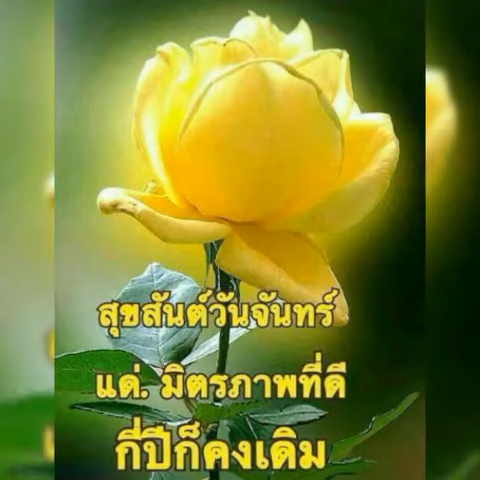 สุขสันต์วันจันทร์
แด่. มิตรภาพที่ดี
กี่ปีก็คงเดิม